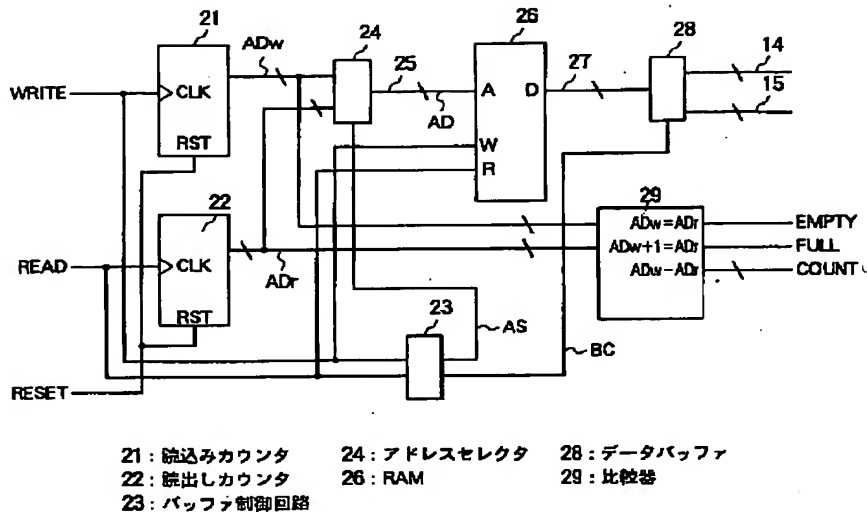 21
24
26
28
ADw
25
27
14
WRITE
CLK
A
D
AD
15
RST
W
R
22
29
ADw=ADr
EMPTY
READ
CLK
ADr
ADw+1=ADr
FULL
ADw-ADr
COUNT
RST
23
AS
BC
RESET
21：読込みカウンタ 24：アドレスセレクタ 28：データバッファ
22：読出しカウンタ 26：RAM 29：比較器
23：バッファ制御回路